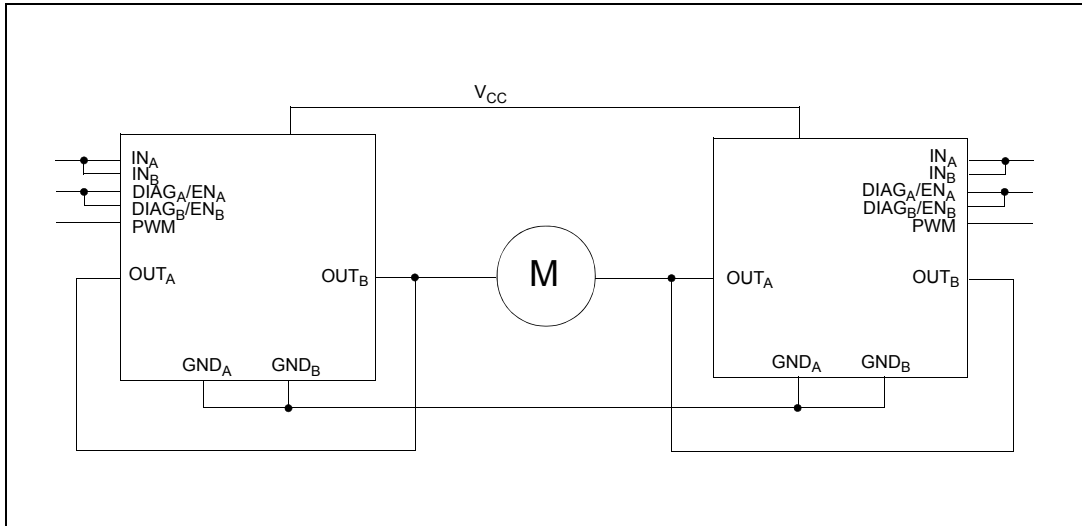 V_CC
IN_A
IN_B
DIAG_A/EN_A
DIAG_B/EN_B
PWM
OUT_A
OUT_B
GND_A
GND_B
M
IN_A
IN_B
DIAG_A/EN_A
DIAG_B/EN_B
PWM
OUT_A
OUT_B
GND_A
GND_B